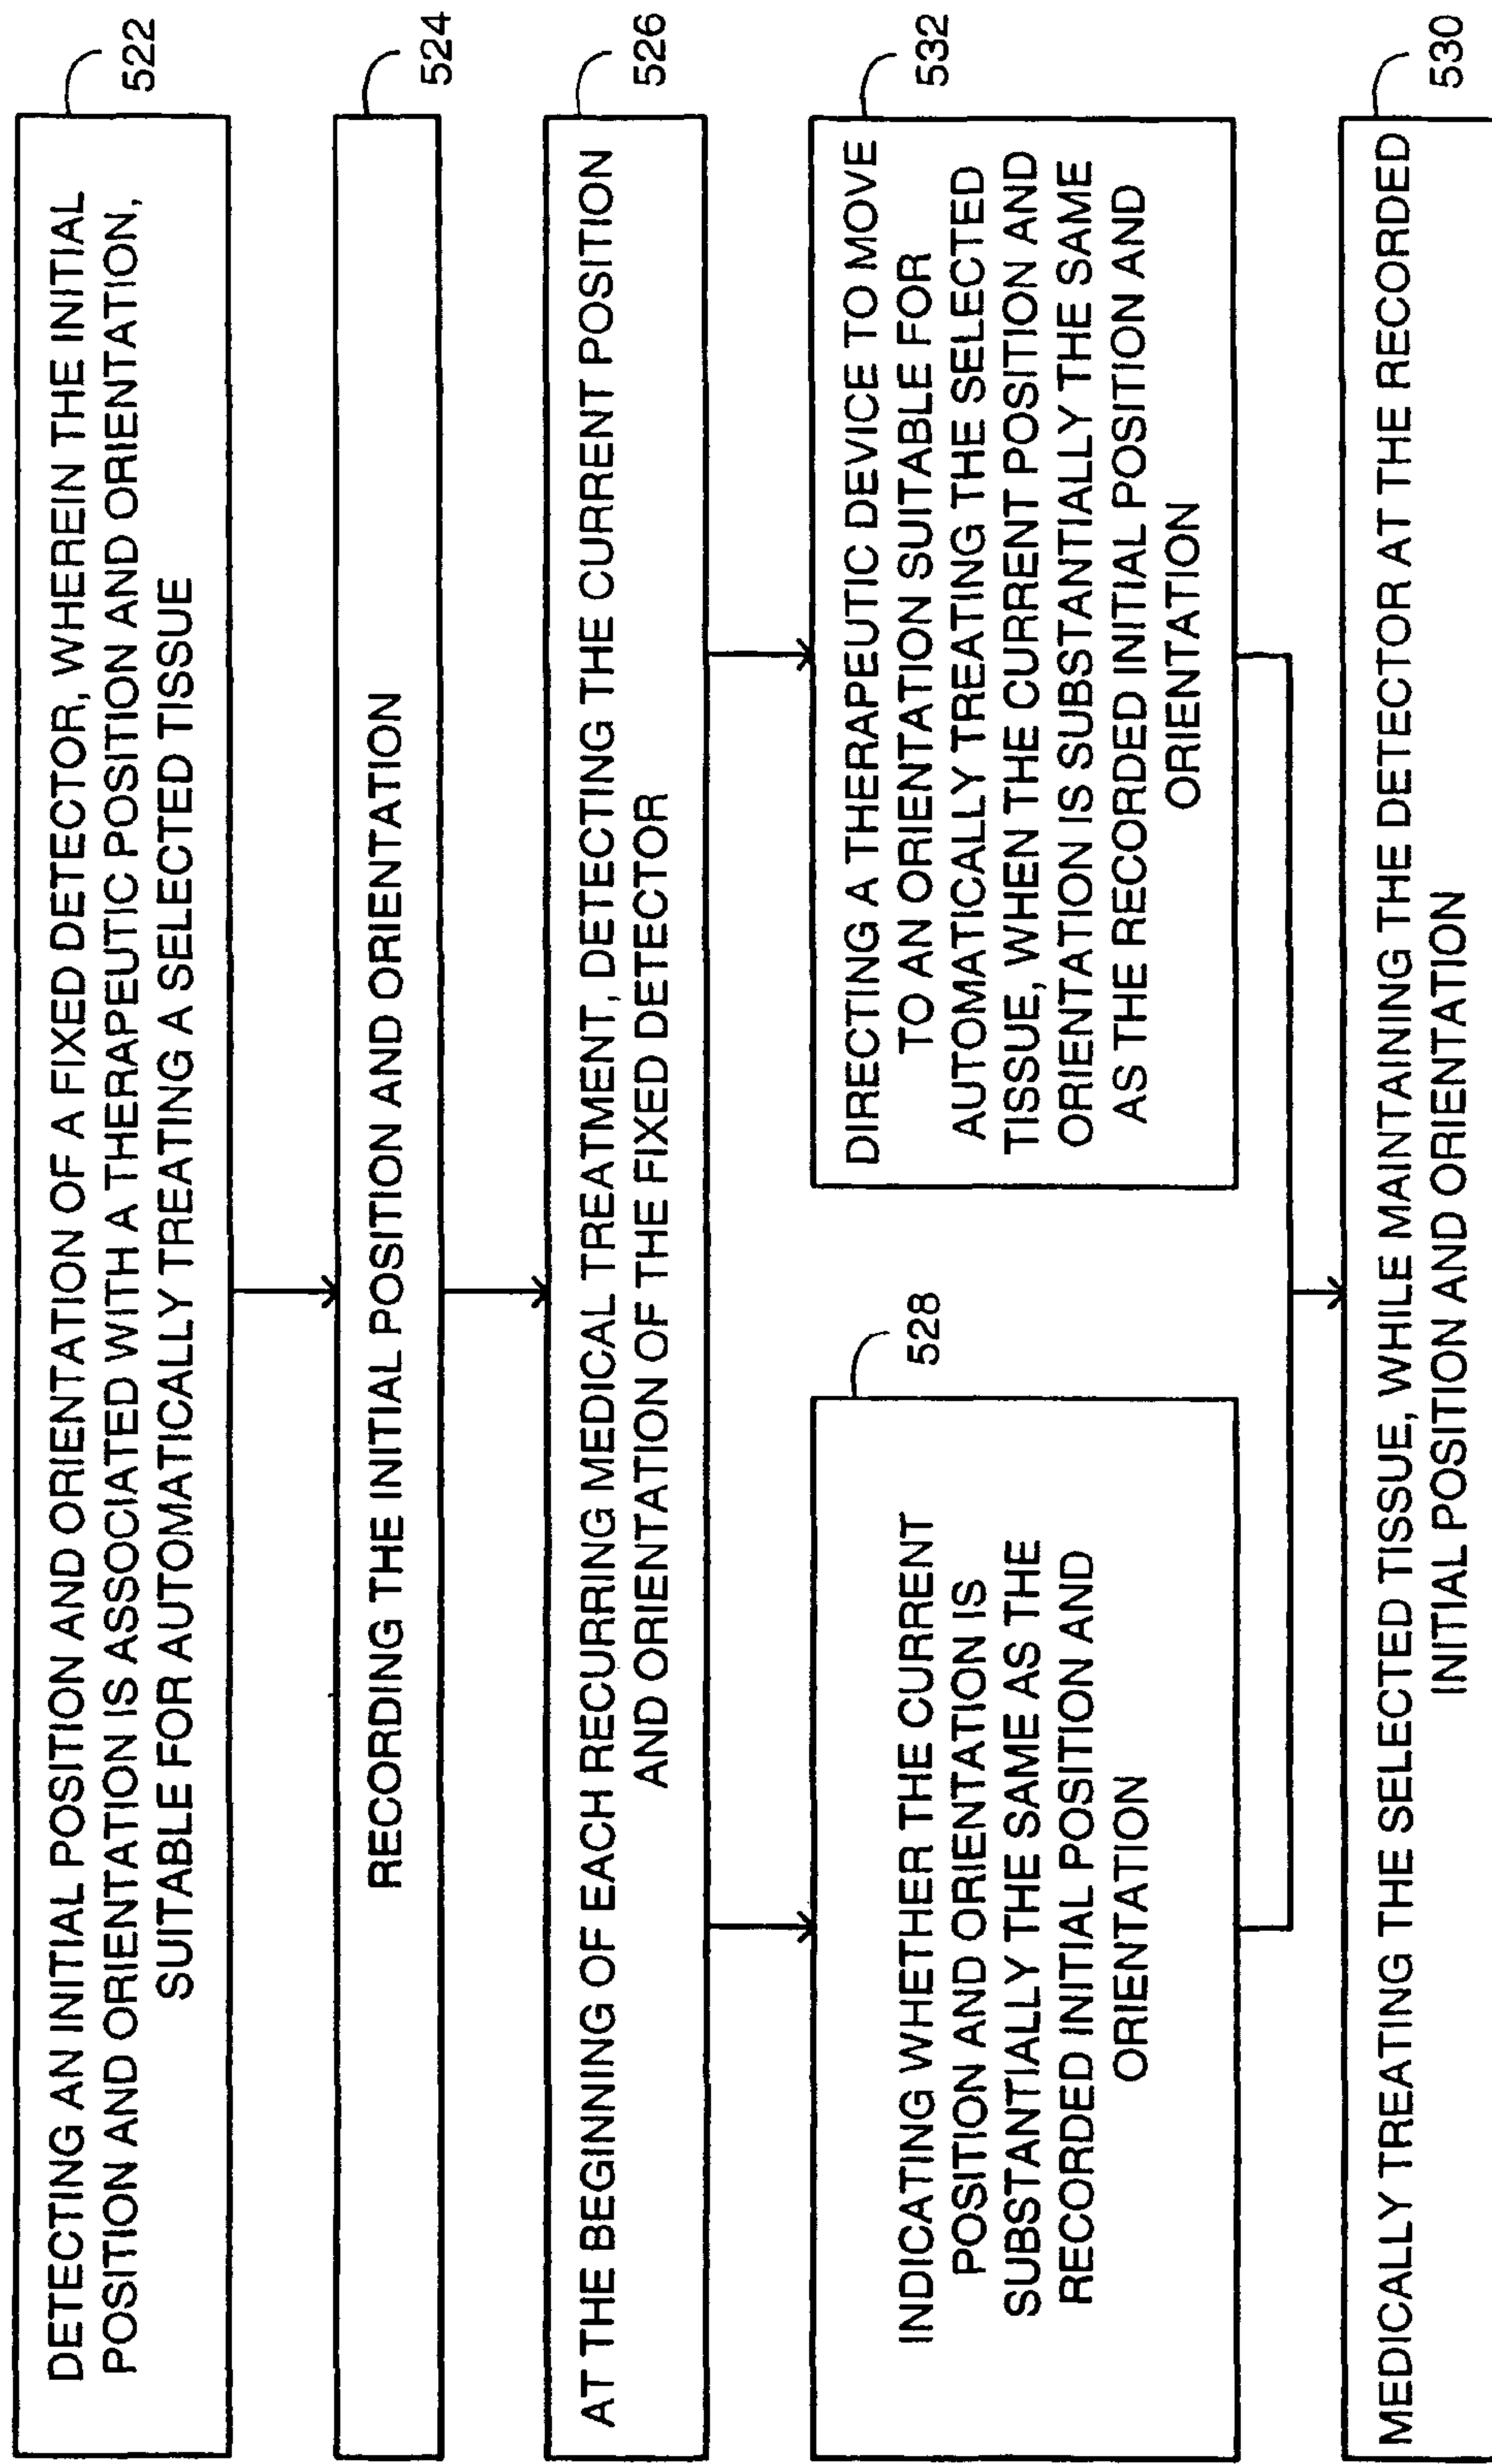 DETECTING AN INITIAL POSITION AND ORIENTATION OF A FIXED DETECTOR, WHEREIN THE INITIAL
POSITION AND ORIENTATION IS ASSOCIATED WITH A THERAPEUTIC POSITION AND ORIENTATION,
SUITABLE FOR AUTOMATICALLY TREATING A SELECTED TISSUE
522
RECORDING THE INITIAL POSITION AND ORIENTATION
524
AT THE BEGINNING OF EACH RECURRING MEDICAL TREATMENT, DETECTING THE CURRENT POSITION
AND ORIENTATION OF THE FIXED DETECTOR
526
INDICATING WHETHER THE CURRENT
POSITION AND ORIENTATION IS
SUBSTANTIALLY THE SAME AS THE
RECORDED INITIAL POSITION AND
ORIENTATION
528
DIRECTING A THERAPEUTIC DEVICE TO MOVE
TO AN ORIENTATION SUITABLE FOR
AUTOMATICALLY TREATING THE SELECTED
TISSUE, WHEN THE CURRENT POSITION AND
ORIENTATION IS SUBSTANTIALLY THE SAME
AS THE RECORDED INITIAL POSITION AND
ORIENTATION
532
MEDICALLY TREATING THE SELECTED TISSUE, WHILE MAINTAINING THE DETECTOR AT THE RECORDED
INITIAL POSITION AND ORIENTATION
530